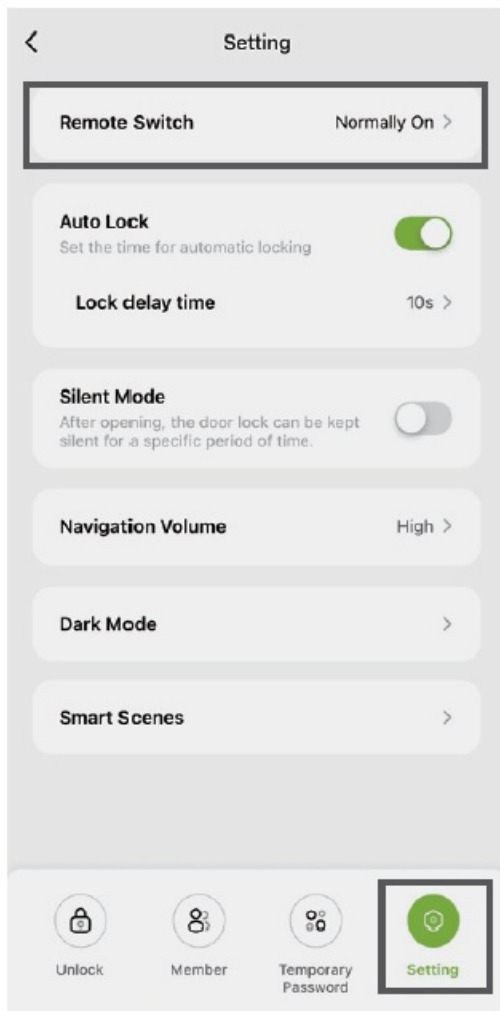 Setting
Remote Switch Normally On >
Auto Lock
Set the time for automatic locking
Lock delay time 10s >
Silent Mode
After opening, the door lock can be kept
silent for a specific period of time.
Navigation Volume High >
Dark Mode >
Smart Scenes >
Unlock Member Temporary Setting
Password